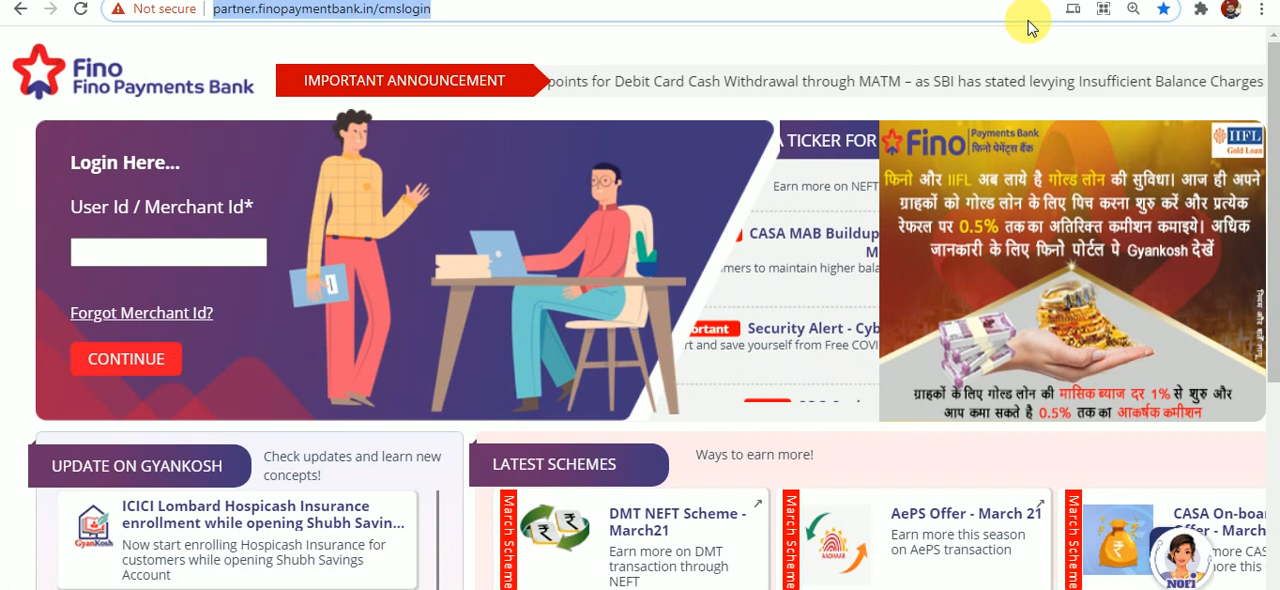 Not secure
partner.finopaymentbank.in/cmslogin
Fino
Fino Payments Bank
IMPORTANT ANNOUNCEMENT
points for Debit Card Cash Withdrawal through MATM – as SBI has stated levying Insufficient Balance Charges
Login Here...
User Id / Merchant Id*
Forgot Merchant Id?
CONTINUE
TICKER FOR
Earn more on NEFT
CASA MAB Buildup
M
to maintain higher
Security Alert - Cyb
and save yourself from Free COVI
Fino Payments Bank
फिनो पेमेंट्स बैंक
IIFL
Gold Loan
फिनो और IIFL अब लाये है गोल्ड लोन की सुविधा। आज ही अपने
ग्राहकों को गोल्ड लोन के लिए पिच करना शुरु करें और प्रत्येक
रेफरल पर 0.5% तक का अतिरिक्त कमीशन कमाइये। अधिक
जानकारी के लिए फिनो पोर्टल पे Gyankosh देखें
ग्राहकों के लिए गोल्ड लोन की मासिक ब्याज दर 1% से शुरु और
आप कमा सकते है 0.5% तक का आकर्षक कमीशन
UPDATE ON GYANKOSH
Check updates and learn new
concepts!
ICICI Lombard Hospicash Insurance
enrollment while opening Shubh Savin...
Now start enrolling Hospicash Insurance for
customers while opening Shubh Savings
Account
GyanKosh
LATEST SCHEMES
Ways to earn more!
March Scheme
DMT NEFT Scheme -
March21
Earn more on DMT
transaction through
NEFT
March Scheme
AADHAAR
AePS Offer - March 21
Earn more this season
on AePS transaction
March Scheme
CASA On-boa
- March
more CAS
this
NOFI